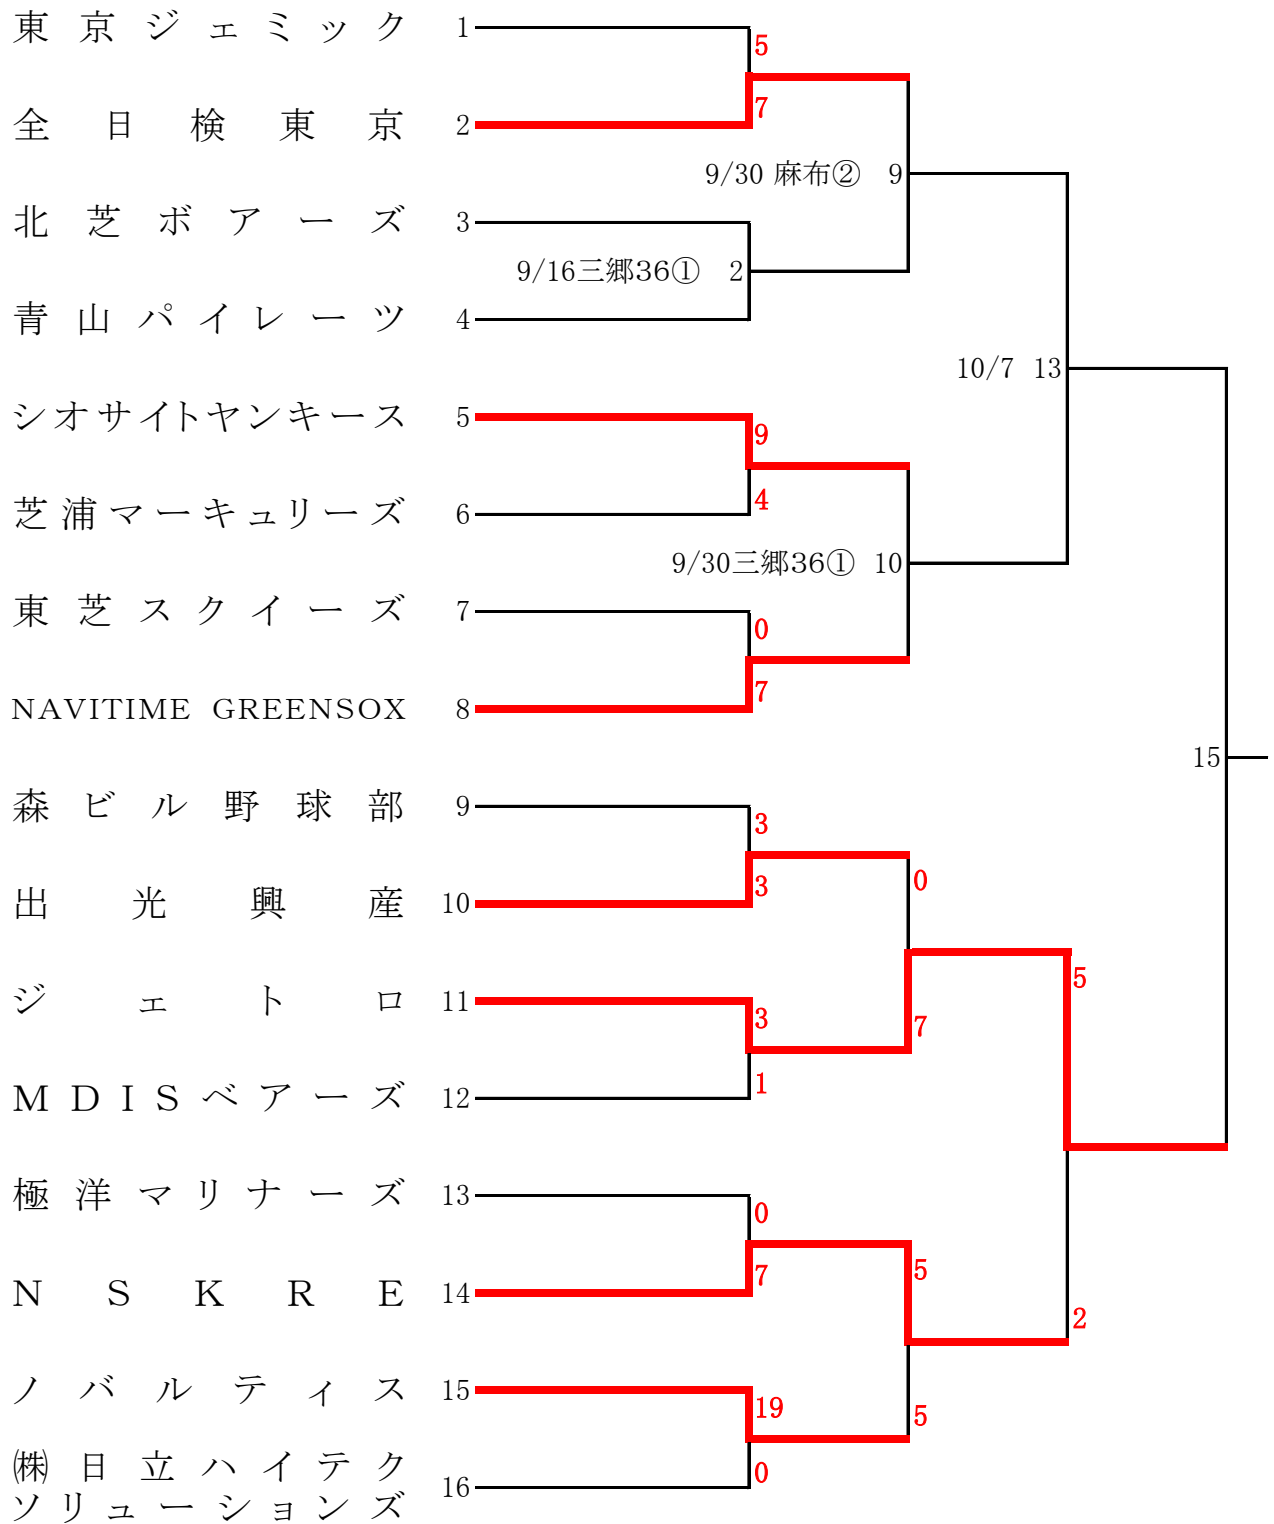 東京ジェミック 1
5
7
全日検東京 2
9/30 麻布② 9
北芝ボアーズ 3
9/16三郷36① 2
青山パイレーツ 4
10/7 13
シオサイトヤンキース 5
9
4
芝浦マーキュリーズ 6
9/30三郷36① 10
東芝スクイーズ 7
0
7
NAVITIME GREENSOX 8
15
森ビル野球部 9
3
3
0
出光興産 10
5
ジェトロ 11
3
7
1
MDISベアーズ 12
極洋マリナーズ 13
0
7
5
NSKRE 14
2
ノバルティス 15
19
5
0
㈱日立ハイテク
ソリューションズ 16